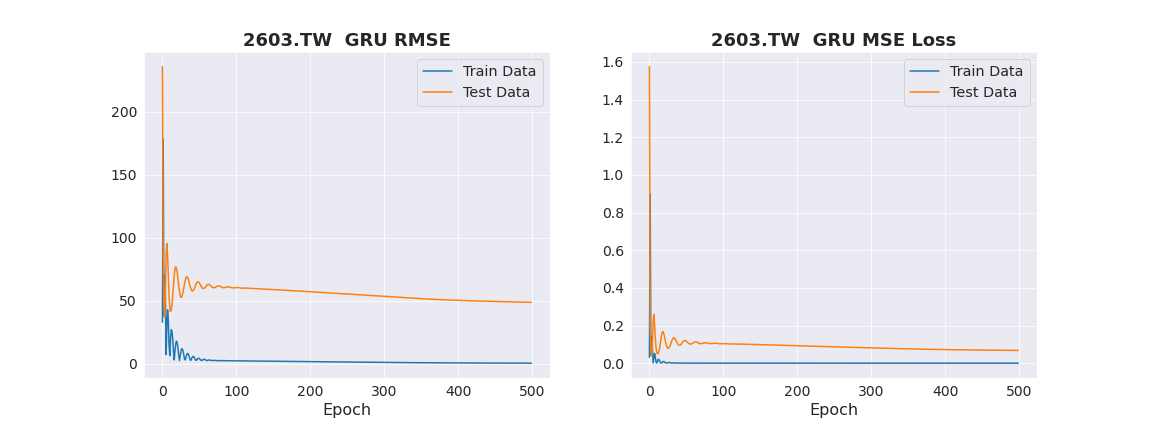 2603.TW  GRU RMSE
Train Data
Test Data
200
150
100
50
0
0 100 200 300 400 500
Epoch
2603.TW  GRU MSE Loss
Train Data
Test Data
1.6
1.4
1.2
1.0
0.8
0.6
0.4
0.2
0.0
0 100 200 300 400 500
Epoch